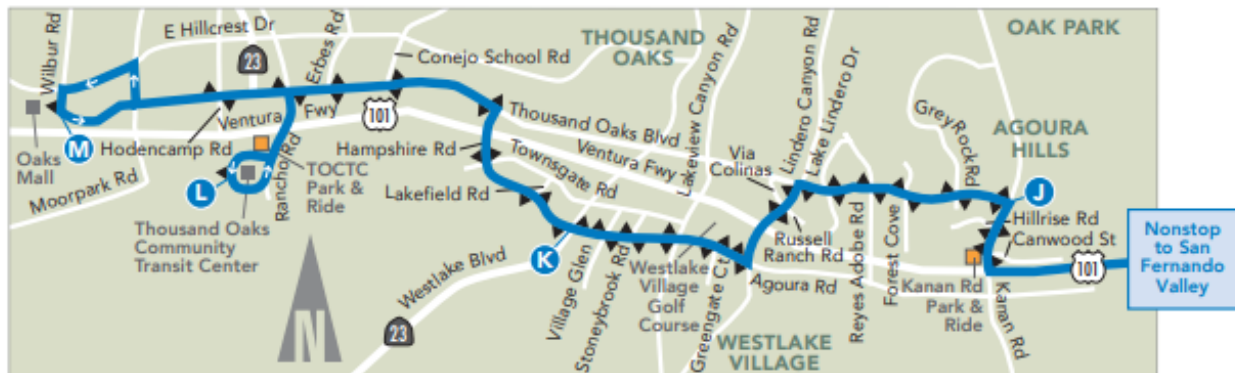 Wilbur Rd
E Hillcrest Dr
23
Erbes Rd
Conejo School Rd
THOUSAND
OAKS
Lakeview Canyon Rd
Lindero Canyon Rd
Lake Lindero Dr
OAK PARK
Grey Rock Rd
AGOURA
HILLS
M
Oaks
Mall
Hodencamp Rd
Ventura Fwy
101
Moorpark Rd
L
Rancho Rd
TOCTC
Park &
Ride
Thousand Oaks
Community
Transit Center
Hampshire Rd
Thousand Oaks Blvd
Ventura Fwy
Townsgate Rd
Lakefield Rd
Via
Colinas
J
Hillrise Rd
Canwood St
Nonstop
to San
Fernando
Valley
101
Russell
Ranch Rd
Reyes Adobe Rd
Forest Cove
Kanan Rd
Park &
Ride
Kanan Rd
Agoura Rd
K
Westlake Blvd
23
Village Glen
Stoneybrook Rd
Westlake
Village
Golf
Course
Greengate Ct
WESTLAKE
VILLAGE
N